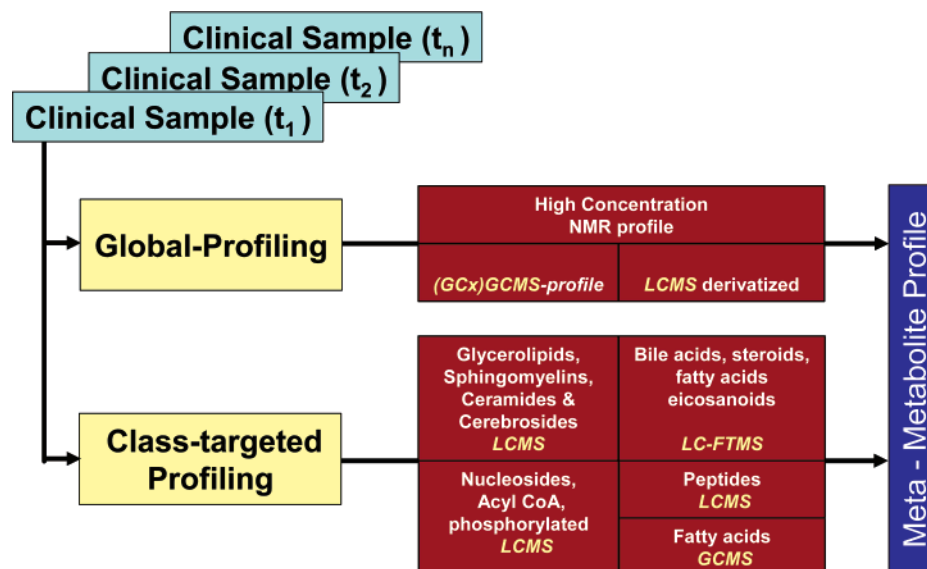 Clinical Sample (tn)
Clinical Sample (t2)
Clinical Sample (t1)
Global-Profiling
High Concentration
NMR profile
(GCx)GCMS-profile
LCMS derivatized
Class-targeted
Profiling
Glycerolipids,
Sphingomyelins,
Ceramides &
Cerebrosides
LCMS
Bile acids, steroids,
fatty acids
eicosanoids
LC-FTMS
Nucleosides,
Acyl CoA,
phosphorylated
LCMS
Peptides
LCMS
Fatty acids
GCMS
Meta - Metabolite Profile